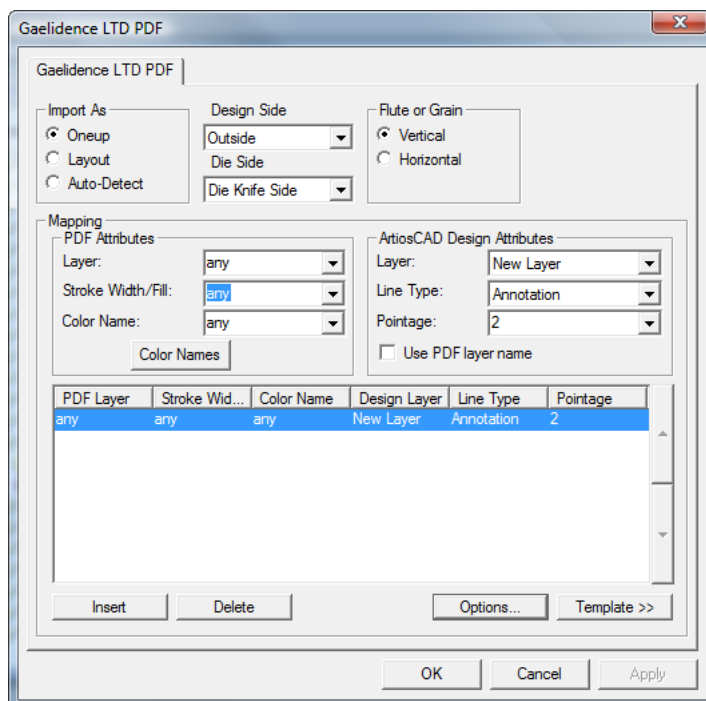 Gaelidence LTD PDF
Gaelidence LTD PDF
Import As
Oneup
Layout
Auto-Detect
Design Side
Outside
Die Side
Die Knife Side
Flute or Grain
Vertical
Horizontal
Mapping
PDF Attributes
Layer: any
Stroke Width/Fill: any
Color Name: any
Color Names
ArtiosCAD Design Attributes
Layer: New Layer
Line Type: Annotation
Pointage: 2
Use PDF layer name
PDF Layer Stroke Wid... Color Name Design Layer Line Type Pointage
any any any New Layer Annotation 2
Insert Delete Options... Template >>
OK Cancel Apply